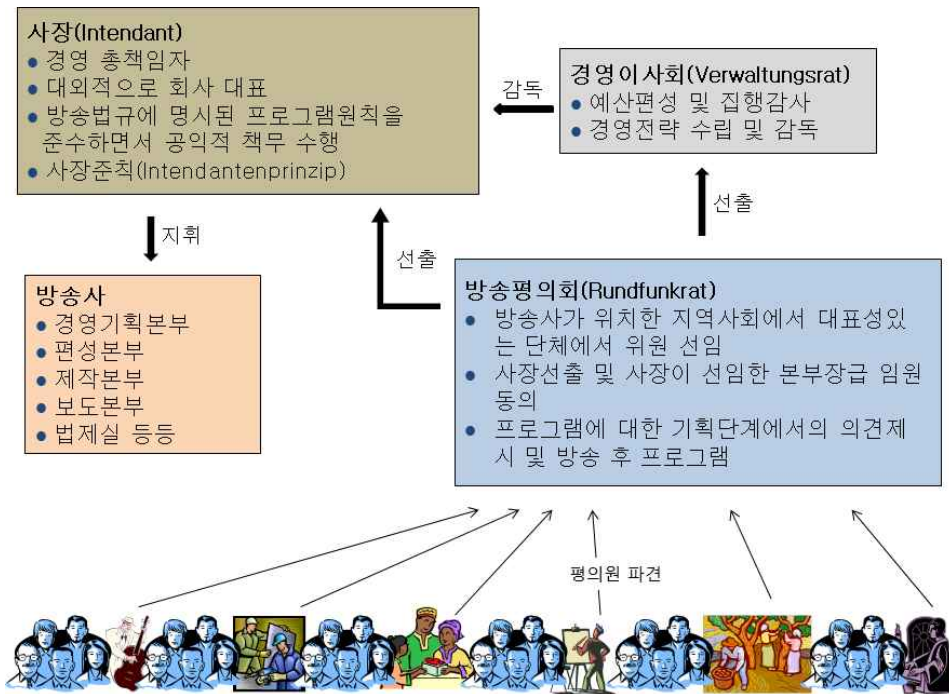 사장(Intendant)
● 경영 총책임자
● 대외적으로 회사 대표
● 방송법규에 명시된 프로그램원칙을
준수하면서 공익적 책무 수행
● 사장준칙(Intendantenprinzip)
감독
경영이사회(Verwaltungsrat)
● 예산편성 및 집행감사
● 경영전략 수립 및 감독
지휘
선출
선출
방송사
● 경영기획본부
● 편성본부
● 제작본부
● 보도본부
● 법제실 등등
방송평의회(Rundfunkrat)
● 방송사가 위치한 지역사회에서 대표성있
는 단체에서 위원 선임
● 사장선출 및 사장이 선임한 본부장급 임원
동의
● 프로그램에 대한 기획단계에서의 의견제
시 및 방송 후 프로그램
평의원 파견